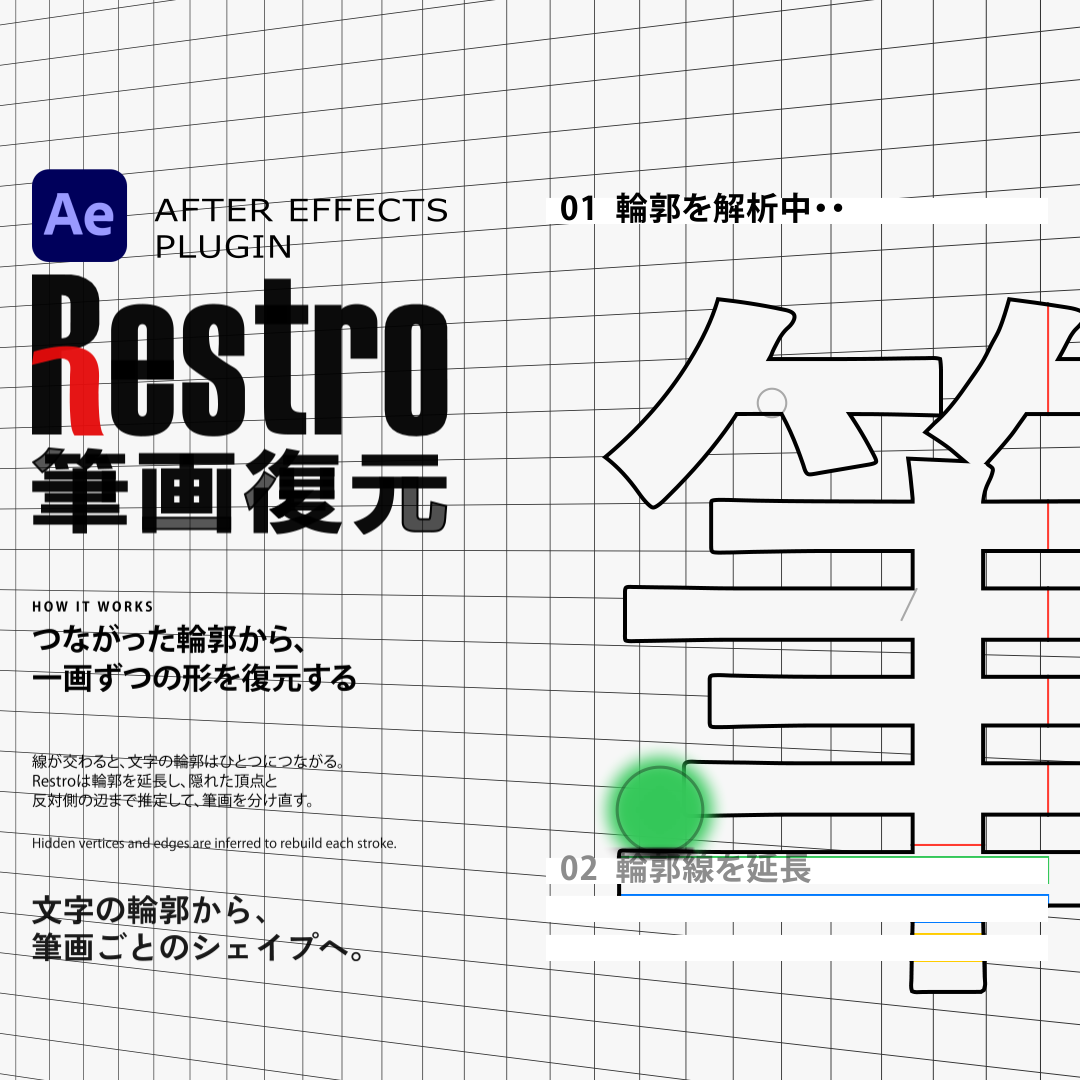 Ae
AFTER EFFECTS
PLUGIN
Restro
筆画復元
HOW IT WORKS
つながった輪郭から、
一画ずつの形を復元する
線が交わると、文字の輪郭はひとつにつながる。
Restroは輪郭を延長し、隠れた頂点と
反対側の辺まで推定して、筆画を分け直す。
Hidden vertices and edges are inferred to rebuild each stroke.
文字の輪郭から、
筆画ごとのシェイプへ。
01 輪郭を解析中••
筆
02 輪郭線を延長